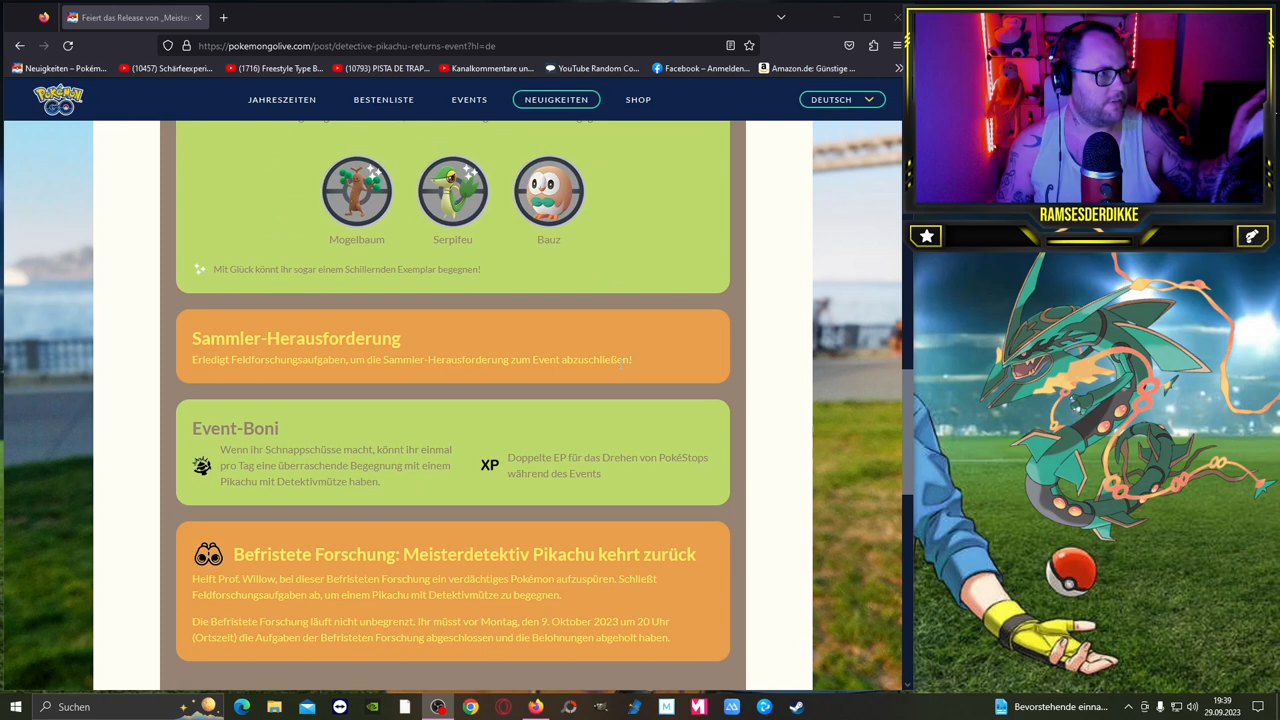 Feiert das Release von „Meister
https://pokemongolive.com/post/detective-pikachu-returns-event?hl=de
Neuigkeiten – Pokém...
(10457) Schärfeexperi...
(1716) Freestyle Type B...
(10793) PISTA DE TRAP...
Kanalkommentare un...
YouTube Random Co...
Facebook – Anmelden...
Amazon.de: Günstige ...
POKÉMON GO
JAHRESZEITEN
BESTENLISTE
EVENTS
NEUIGKEITEN
SHOP
DEUTSCH
Mogelbaum
Serpifeu
Bauz
Mit Glück könnt ihr sogar einem Schillernden Exemplar begegnen!
Sammler-Herausforderung
Erledigt Feldforschungsaufgaben, um die Sammler-Herausforderung zum Event abzuschließen!
Event-Boni
Wenn ihr Schnappschüsse macht, könnt ihr einmal
pro Tag eine überraschende Begegnung mit einem
Pikachu mit Detektivmütze haben.
XP
Doppelte EP für das Drehen von PokéStops
während des Events
Befristete Forschung: Meisterdetektiv Pikachu kehrt zurück
Helft Prof. Willow, bei dieser Befristeten Forschung ein verdächtiges Pokémon aufzuspüren. Schließt
Feldforschungsaufgaben ab, um einem Pikachu mit Detektivmütze zu begegnen.
Die Befristete Forschung läuft nicht unbegrenzt. Ihr müsst vor Montag, den 9. Oktober 2023 um 20 Uhr
(Ortszeit) die Aufgaben der Befristeten Forschung abgeschlossen und die Belohnungen abgeholt haben.
RAMSESDERDIKKE
Suchen
Bevorstehende einna...
19:39
29.09.2023